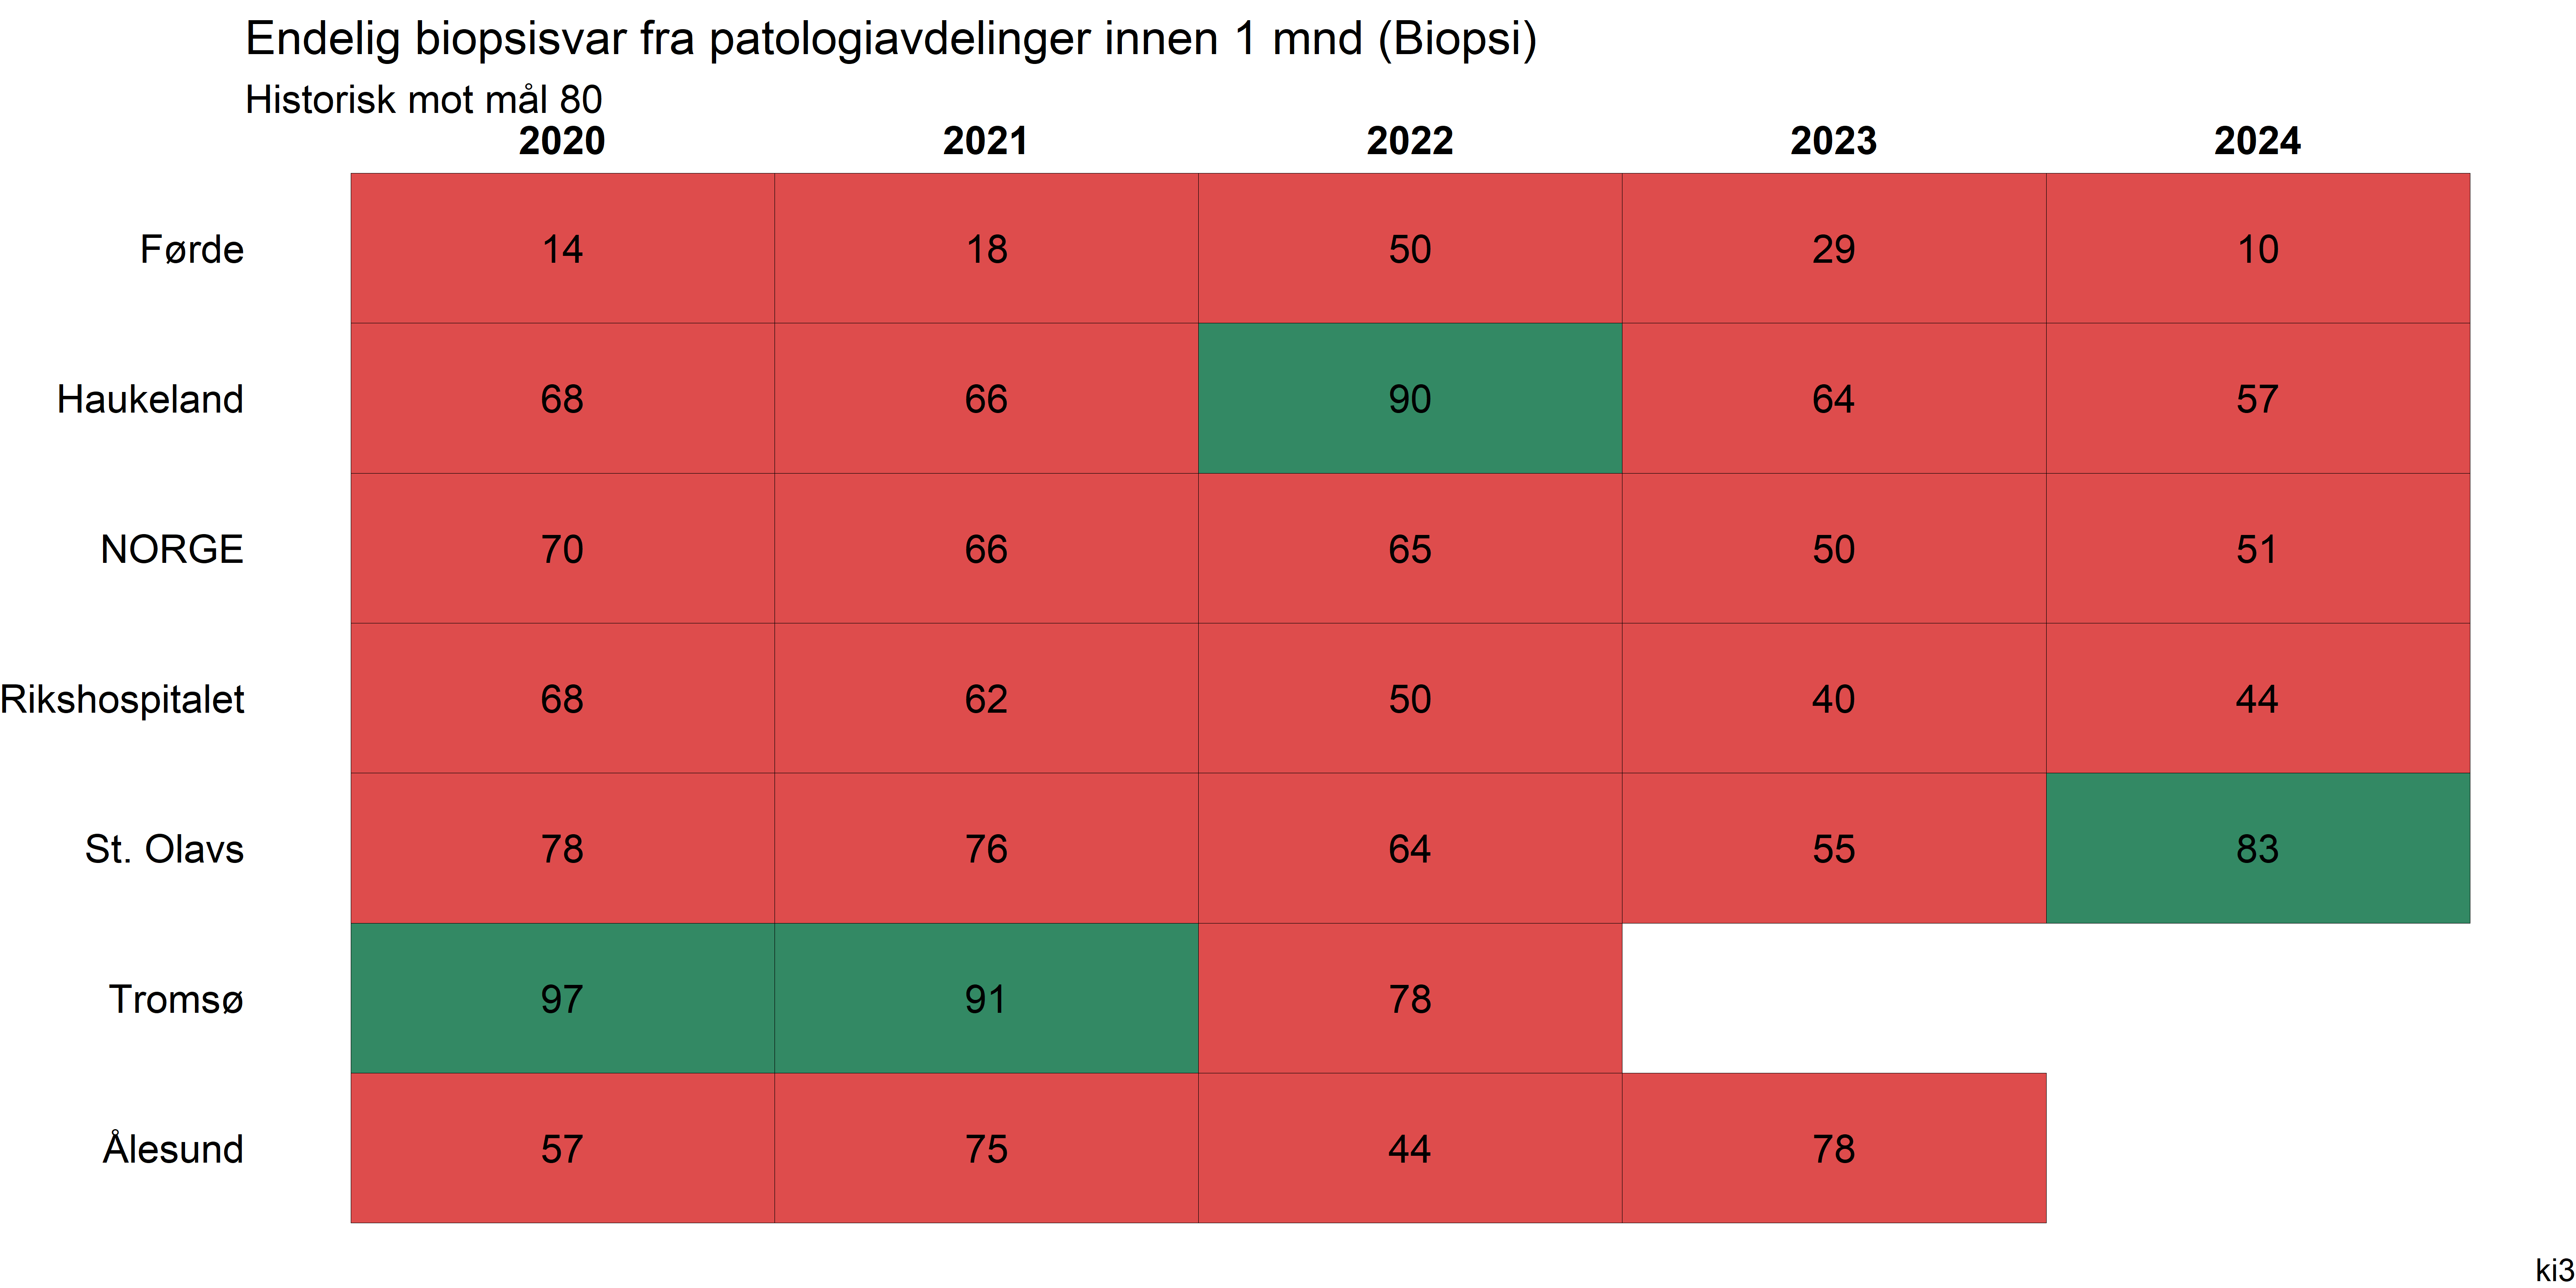 Endelig biopsisvar fra patologiavdelinger innen 1 mnd (Biopsi)
Historisk mot mål 80
2020 2021 2022 2023 2024
Førde 14 18 50 29 10
Haukeland 68 66 90 64 57
NORGE 70 66 65 50 51
Rikshospitalet 68 62 50 40 44
St. Olavs 78 76 64 55 83
Tromsø 97 91 78
Ålesund 57 75 44 78
ki3